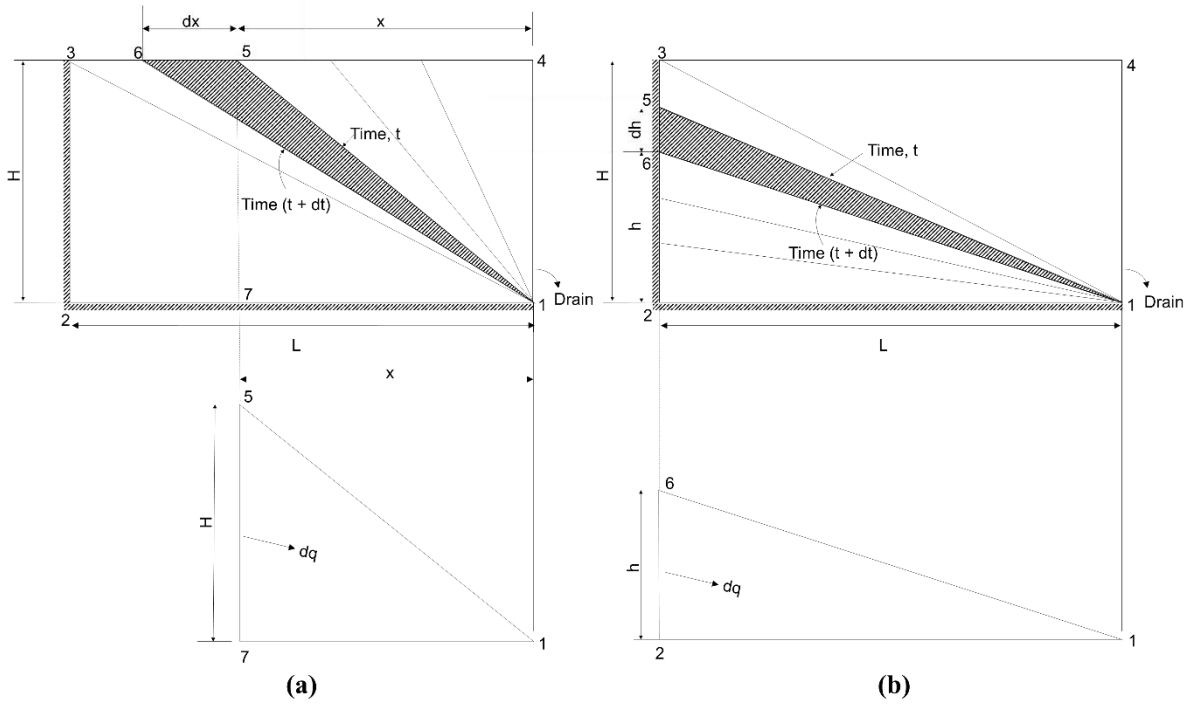 dx
x
3
6
5
4
H
Time, t
Time (t + dt)
7
2
1
Drain
L
x
5
H
dq
7
1
(a)
3
5
4
dh
Time, t
H
6
h
Time (t + dt)
2
1
Drain
L
6
h
dq
2
1
(b)